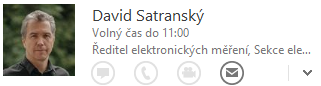 David Satranský
Volný čas do 11:00
Ředitel elektronických měření, Sekce ele...